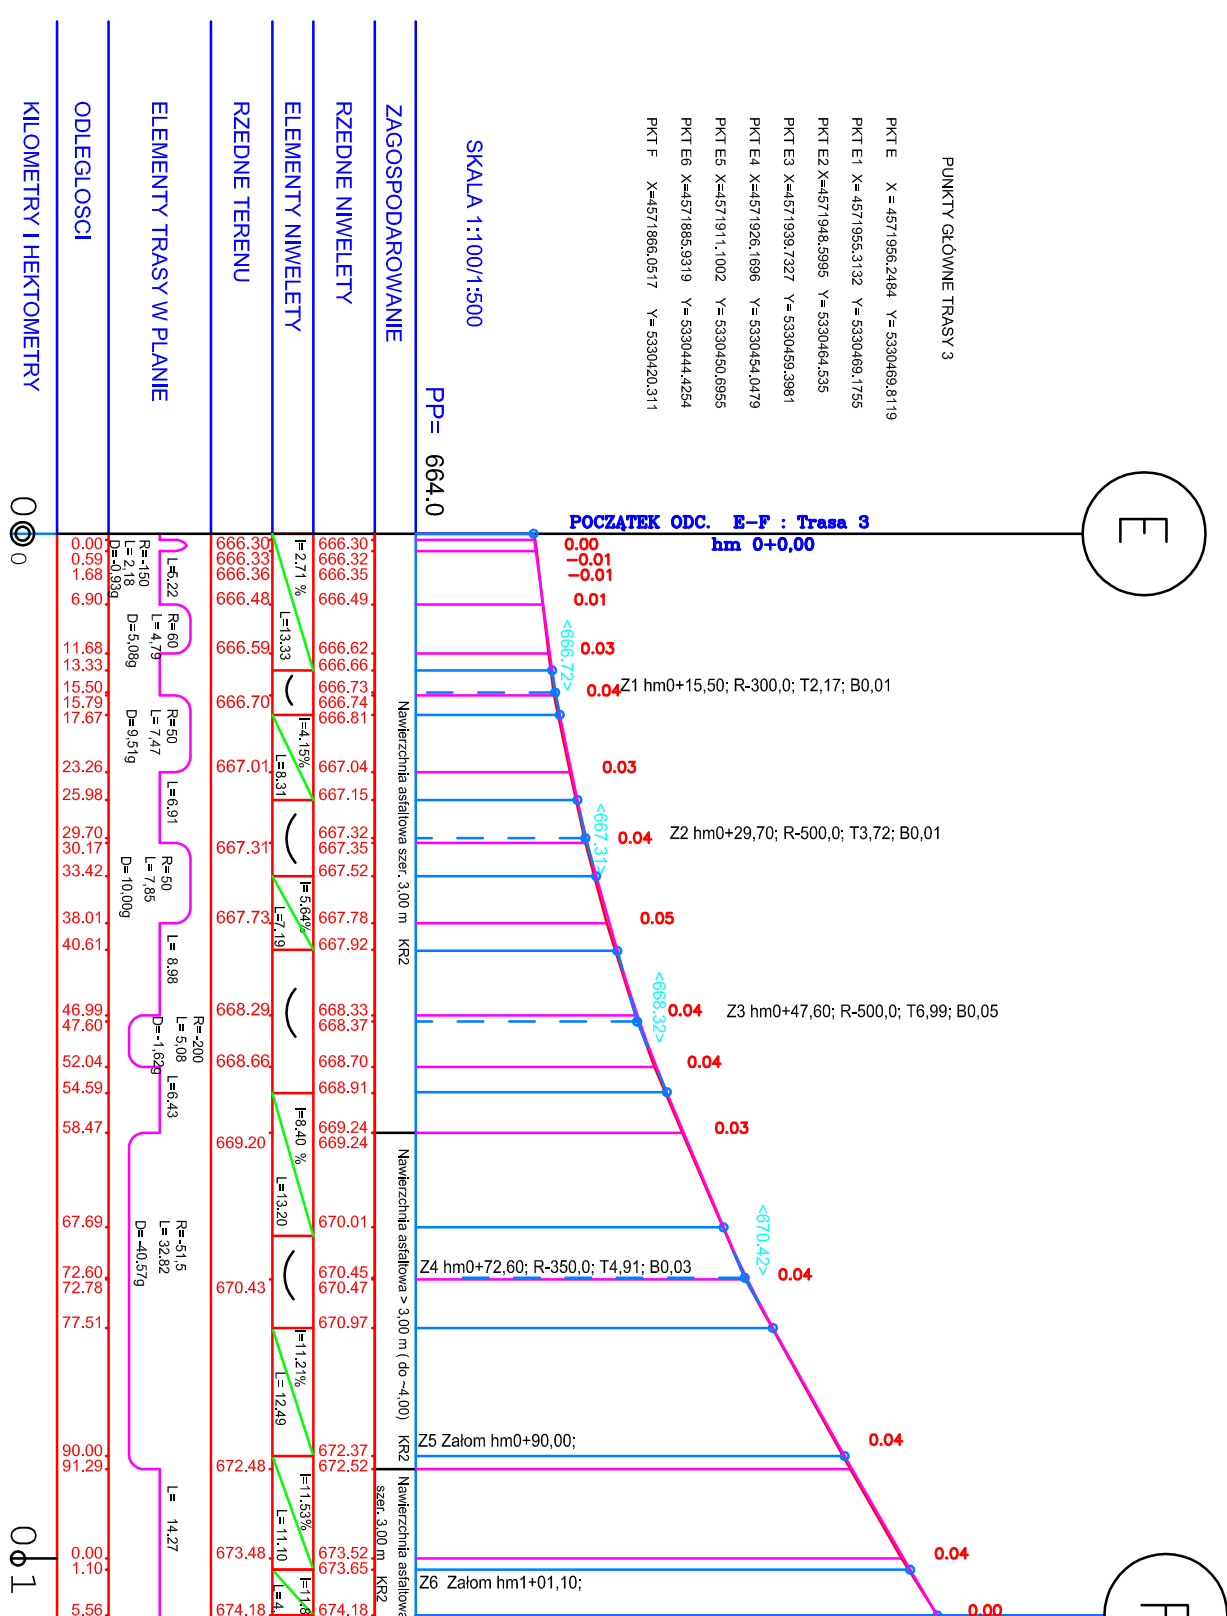 PUNKTY GŁÓWNE TRASY 3
PKT E X = 4571956.2484 Y= 5330469.8119
PKT E1 X= 4571955.3132 Y= 5330469.1755
PKT E2 X=4571948.5995 Y= 5330464.535
PKT E3 X=4571939.7327 Y= 5330459.3981
PKT E4 X=4571926.1696 Y= 5330454.0479
PKT E5 X=4571911.1002 Y= 5330450.6955
PKT E6 X=4571885.9319 Y= 5330444.4254
PKT F X=4571866.0517 Y= 5330420.311
SKALA 1:100/1:500
PP= 664.0
E
POCZĄTEK ODC. E-F : Trasa 3
hm 0+0,00
0.00
-0.01
-0.01
0.01
0.03
0.04
0.03
0.04
0.05
0.04
0.04
0.03
0.04
0.04
0.04
0.00
<666.72>
<667.31>
<668.32>
<670.42>
Z1 hm0+15,50; R-300,0; T2,17; B0,01
Z2 hm0+29,70; R-500,0; T3,72; B0,01
Z3 hm0+47,60; R-500,0; T6,99; B0,05
Z4 hm0+72,60; R-350,0; T4,91; B0,03
Z5 Załom hm0+90,00;
Z6 Załom hm1+01,10;
F
ZAGOSPODAROWANIE
Nawierzchnia asfaltowa szer. 3,00 m KR2
Nawierzchnia asfaltowa > 3,00 m ( do ~4,00) KR2
Nawierzchnia asfaltowa
szer. 3,00 m KR2
RZEDNE NIWELETY
666.30
666.32
666.35
666.49
666.62
666.66
666.73
666.74
666.81
667.04
667.15
667.32
667.35
667.52
667.78
667.92
668.33
668.37
668.70
668.91
669.24
669.24
670.01
670.45
670.47
670.97
672.37
672.52
673.52
673.65
674.18
ELEMENTY NIWELETY
I=2.71 %
L=13.33
I=4.15%
L=8.31
I=5.64%
L=7.19
I=8.40 %
L=13.20
I=11.21%
L= 12.49
I=11.53%
L=11.10
I=11.8
L=4
RZEDNE TERENU
666.30
666.33
666.36
666.48
666.59
666.70
667.01
667.31
667.73
668.29
668.66
669.20
670.43
672.48
673.48
674.18
ELEMENTY TRASY W PLANIE
R=-150
L= 2,18
D=-0,93g
L=5.22
R=60
L= 4,79
D=5,08g
R=50
L= 7,47
D=9,51g
L=6.91
R=50
L= 7,85
D= 10,00g
L= 8.98
R=-200
L= 5,08
D=-1,62g
L=6.43
R=-51,5
L= 32.82
D=-40,57g
L= 14.27
ODLEGLOSCI
0.00
0.59
1.68
6.90
11.68
13.33
15.50
15.79
17.67
23.26
25.98
29.70
30.17
33.42
38.01
40.61
46.99
47.60
52.04
54.59
58.47
67.69
72.60
72.78
77.51
90.00
91.29
0.00
1.10
5.56
KILOMETRY I HEKTOMETRY
0 0
0 1